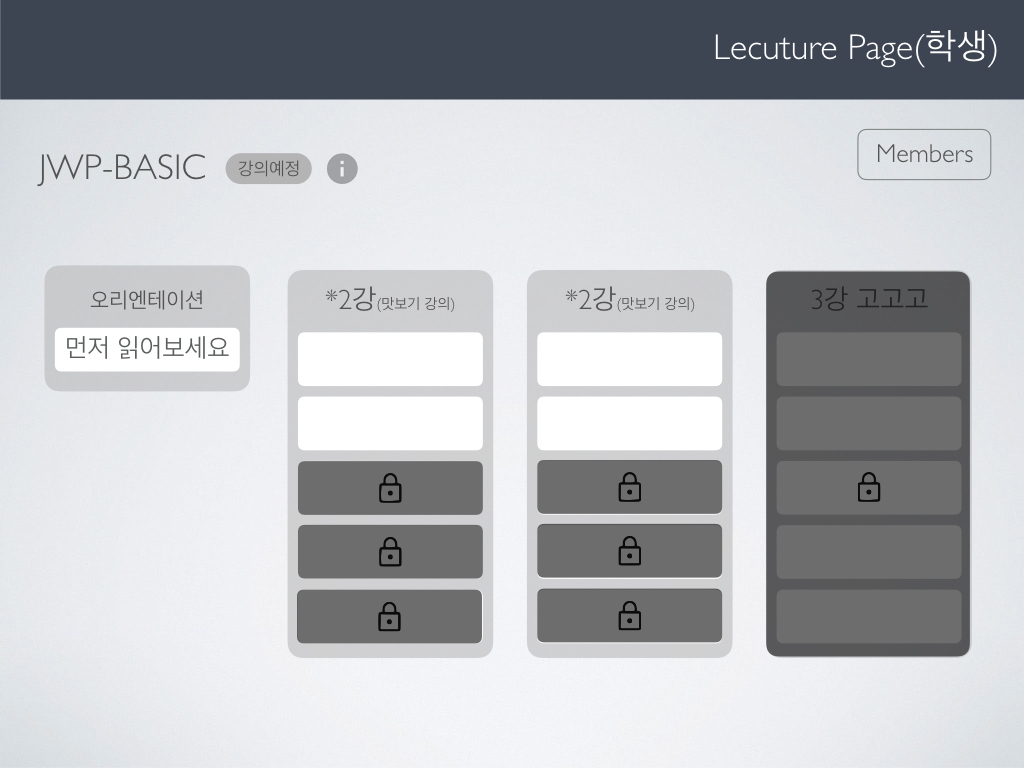 Lecuture Page(학생)
JWP-BASIC 강의예정 i
Members
오리엔테이션
먼저 읽어보세요
*2강(맛보기 강의)
*2강(맛보기 강의)
3강 고고고